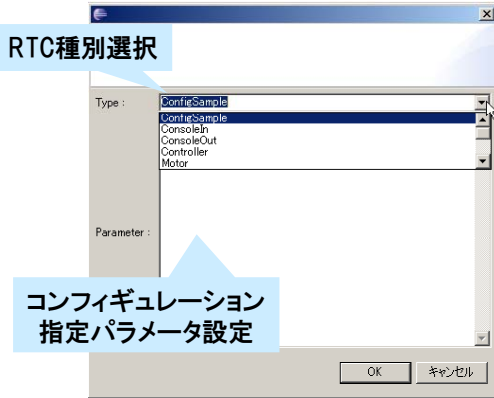 RTC種別選択
Type :
ConfigSample
ConfigSample
ConsoleIn
ConsoleOut
Controller
Motor
Parameter :
コンフィギュレーション
指定パラメータ設定
OK
キャンセル